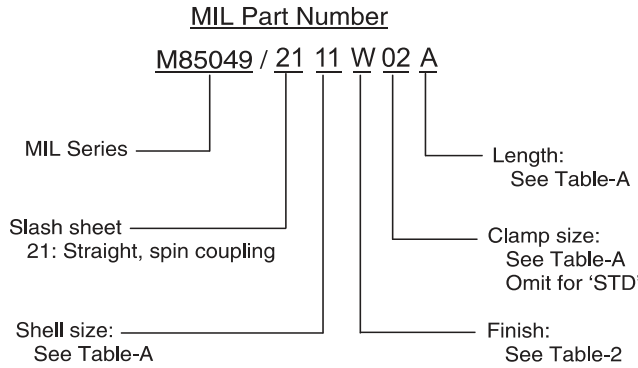 MIL Part Number
M85049 / 21 11 W 02 A
MIL Series
Length:
See Table-A
Slash sheet
21: Straight, spin coupling
Clamp size:
See Table-A
Omit for 'STD'
Shell size:
See Table-A
Finish:
See Table-2